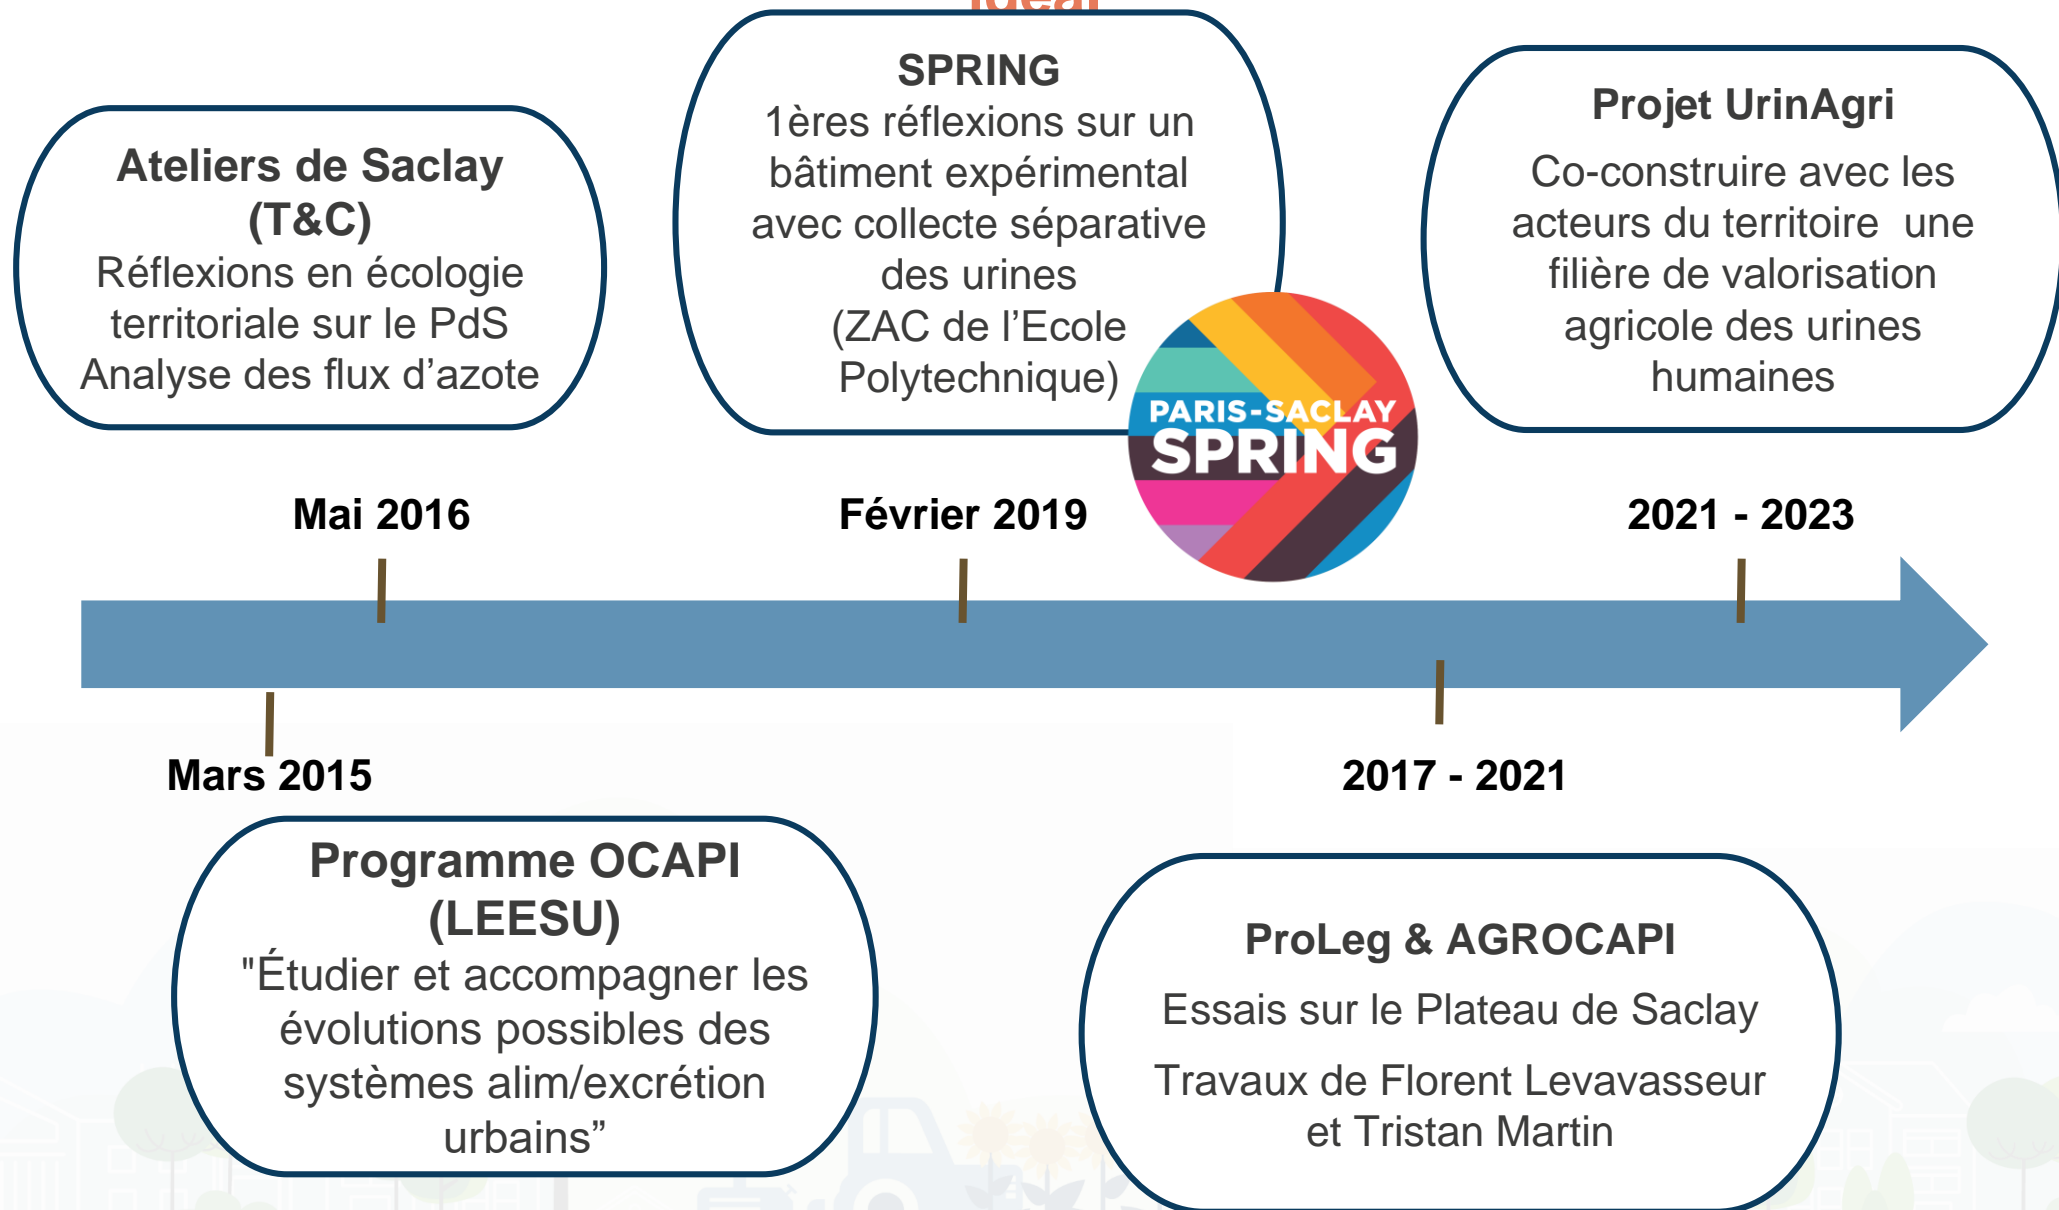 idéal
Ateliers de Saclay
(T&C)
Réflexions en écologie
territoriale sur le PdS
Analyse des flux d’azote
SPRING
1ères réflexions sur un
bâtiment expérimental
avec collecte séparative
des urines
(ZAC de l’Ecole
Polytechnique)
PARIS-SACLAY
SPRING
Projet UrinAgri
Co-construire avec les
acteurs du territoire  une
filière de valorisation
agricole des urines
humaines
Mai 2016
Février 2019
2021 - 2023
Mars 2015
2017 - 2021
Programme OCAPI
(LEESU)
"Étudier et accompagner les
évolutions possibles des
systèmes alim/excrétion
urbains”
ProLeg & AGROCAPI
Essais sur le Plateau de Saclay
Travaux de Florent Levavasseur
et Tristan Martin